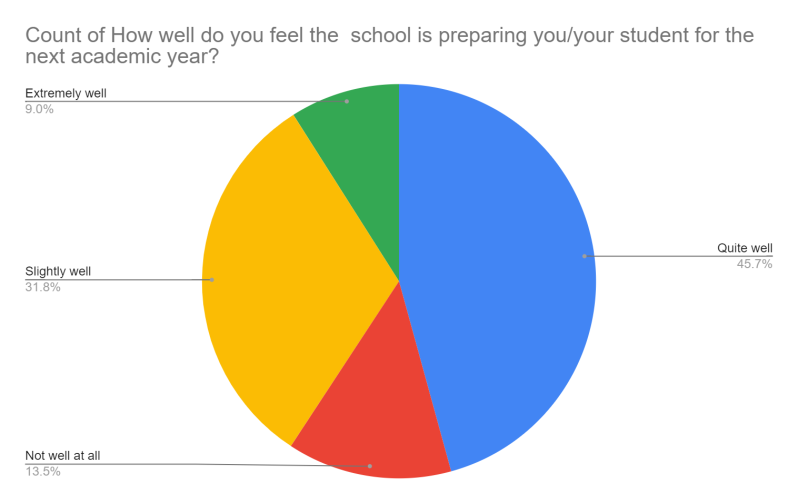 Count of How well do you feel the  school is preparing you/your student for the
next academic year?
Extremely well
9.0%
Quite well
45.7%
Slightly well
31.8%
Not well at all
13.5%